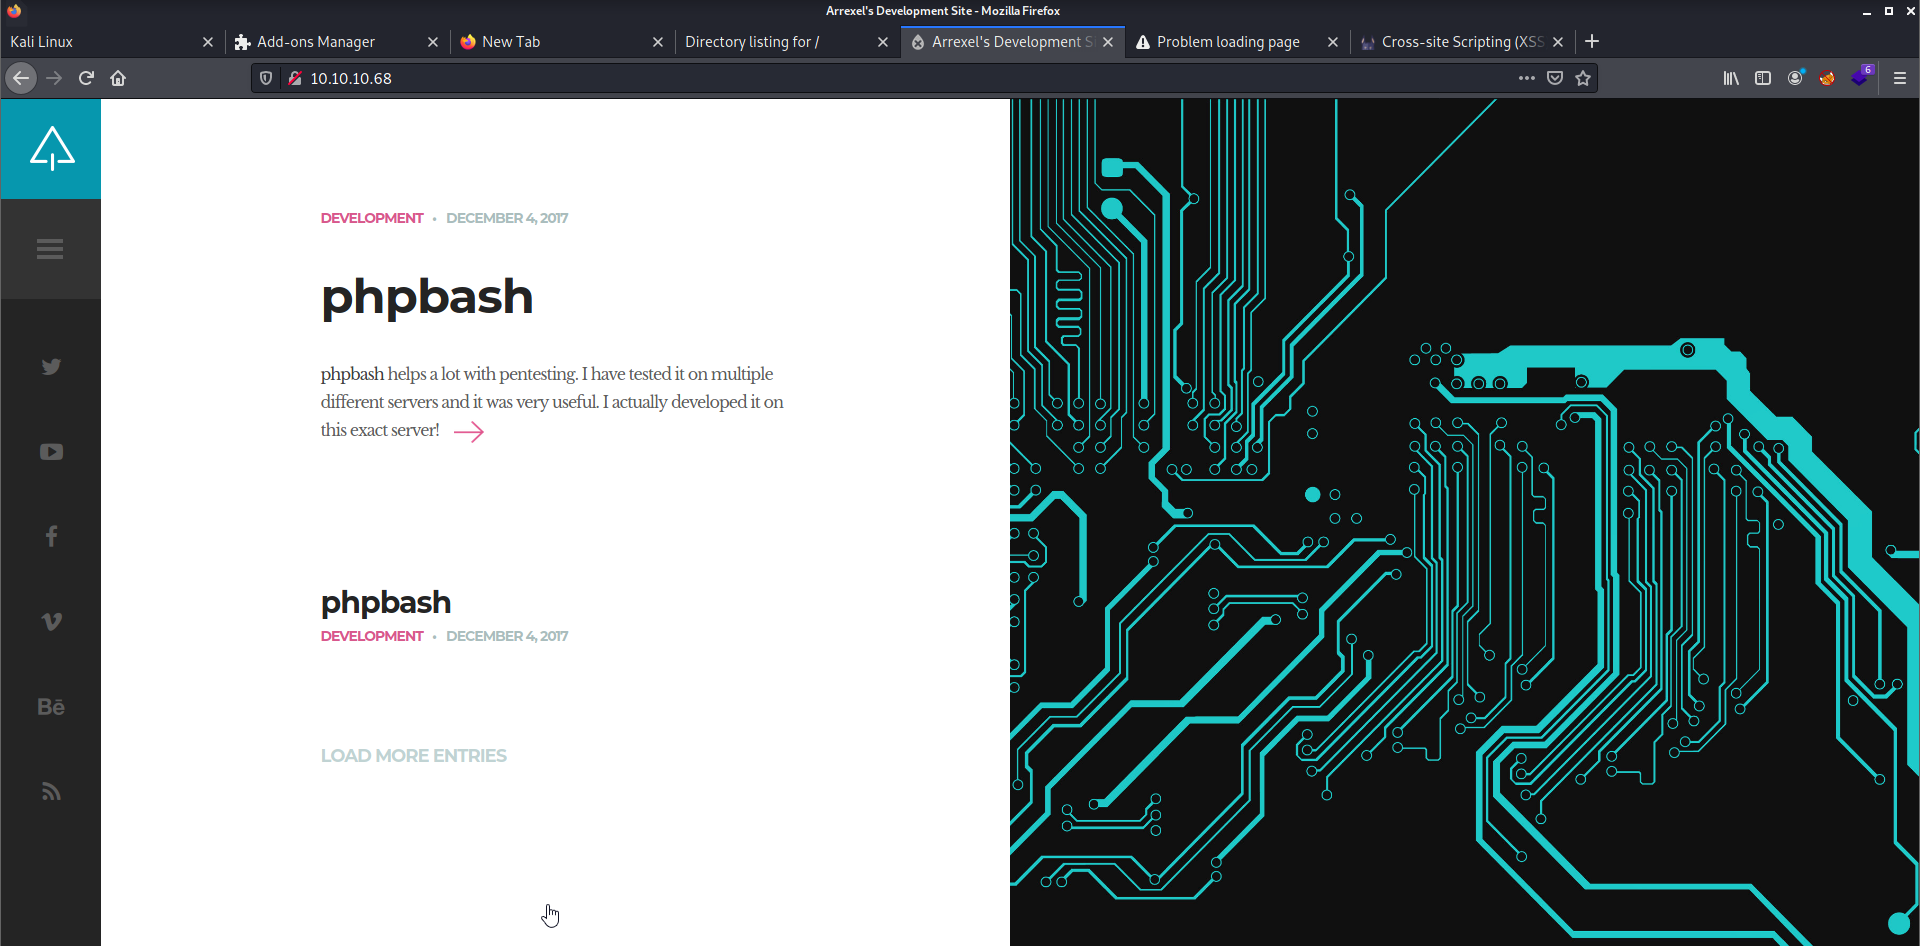 Arrexel's Development Site - Mozilla Firefox
Kali Linux
Add-ons Manager
New Tab
Directory listing for /
Arrexel's Development S
Problem loading page
Cross-site Scripting (XSS
10.10.10.68
6
DEVELOPMENT • DECEMBER 4, 2017
phpbash
phpbash helps a lot with pentesting. I have tested it on multiple
different servers and it was very useful. I actually developed it on
this exact server!
phpbash
DEVELOPMENT • DECEMBER 4, 2017
Bē
LOAD MORE ENTRIES